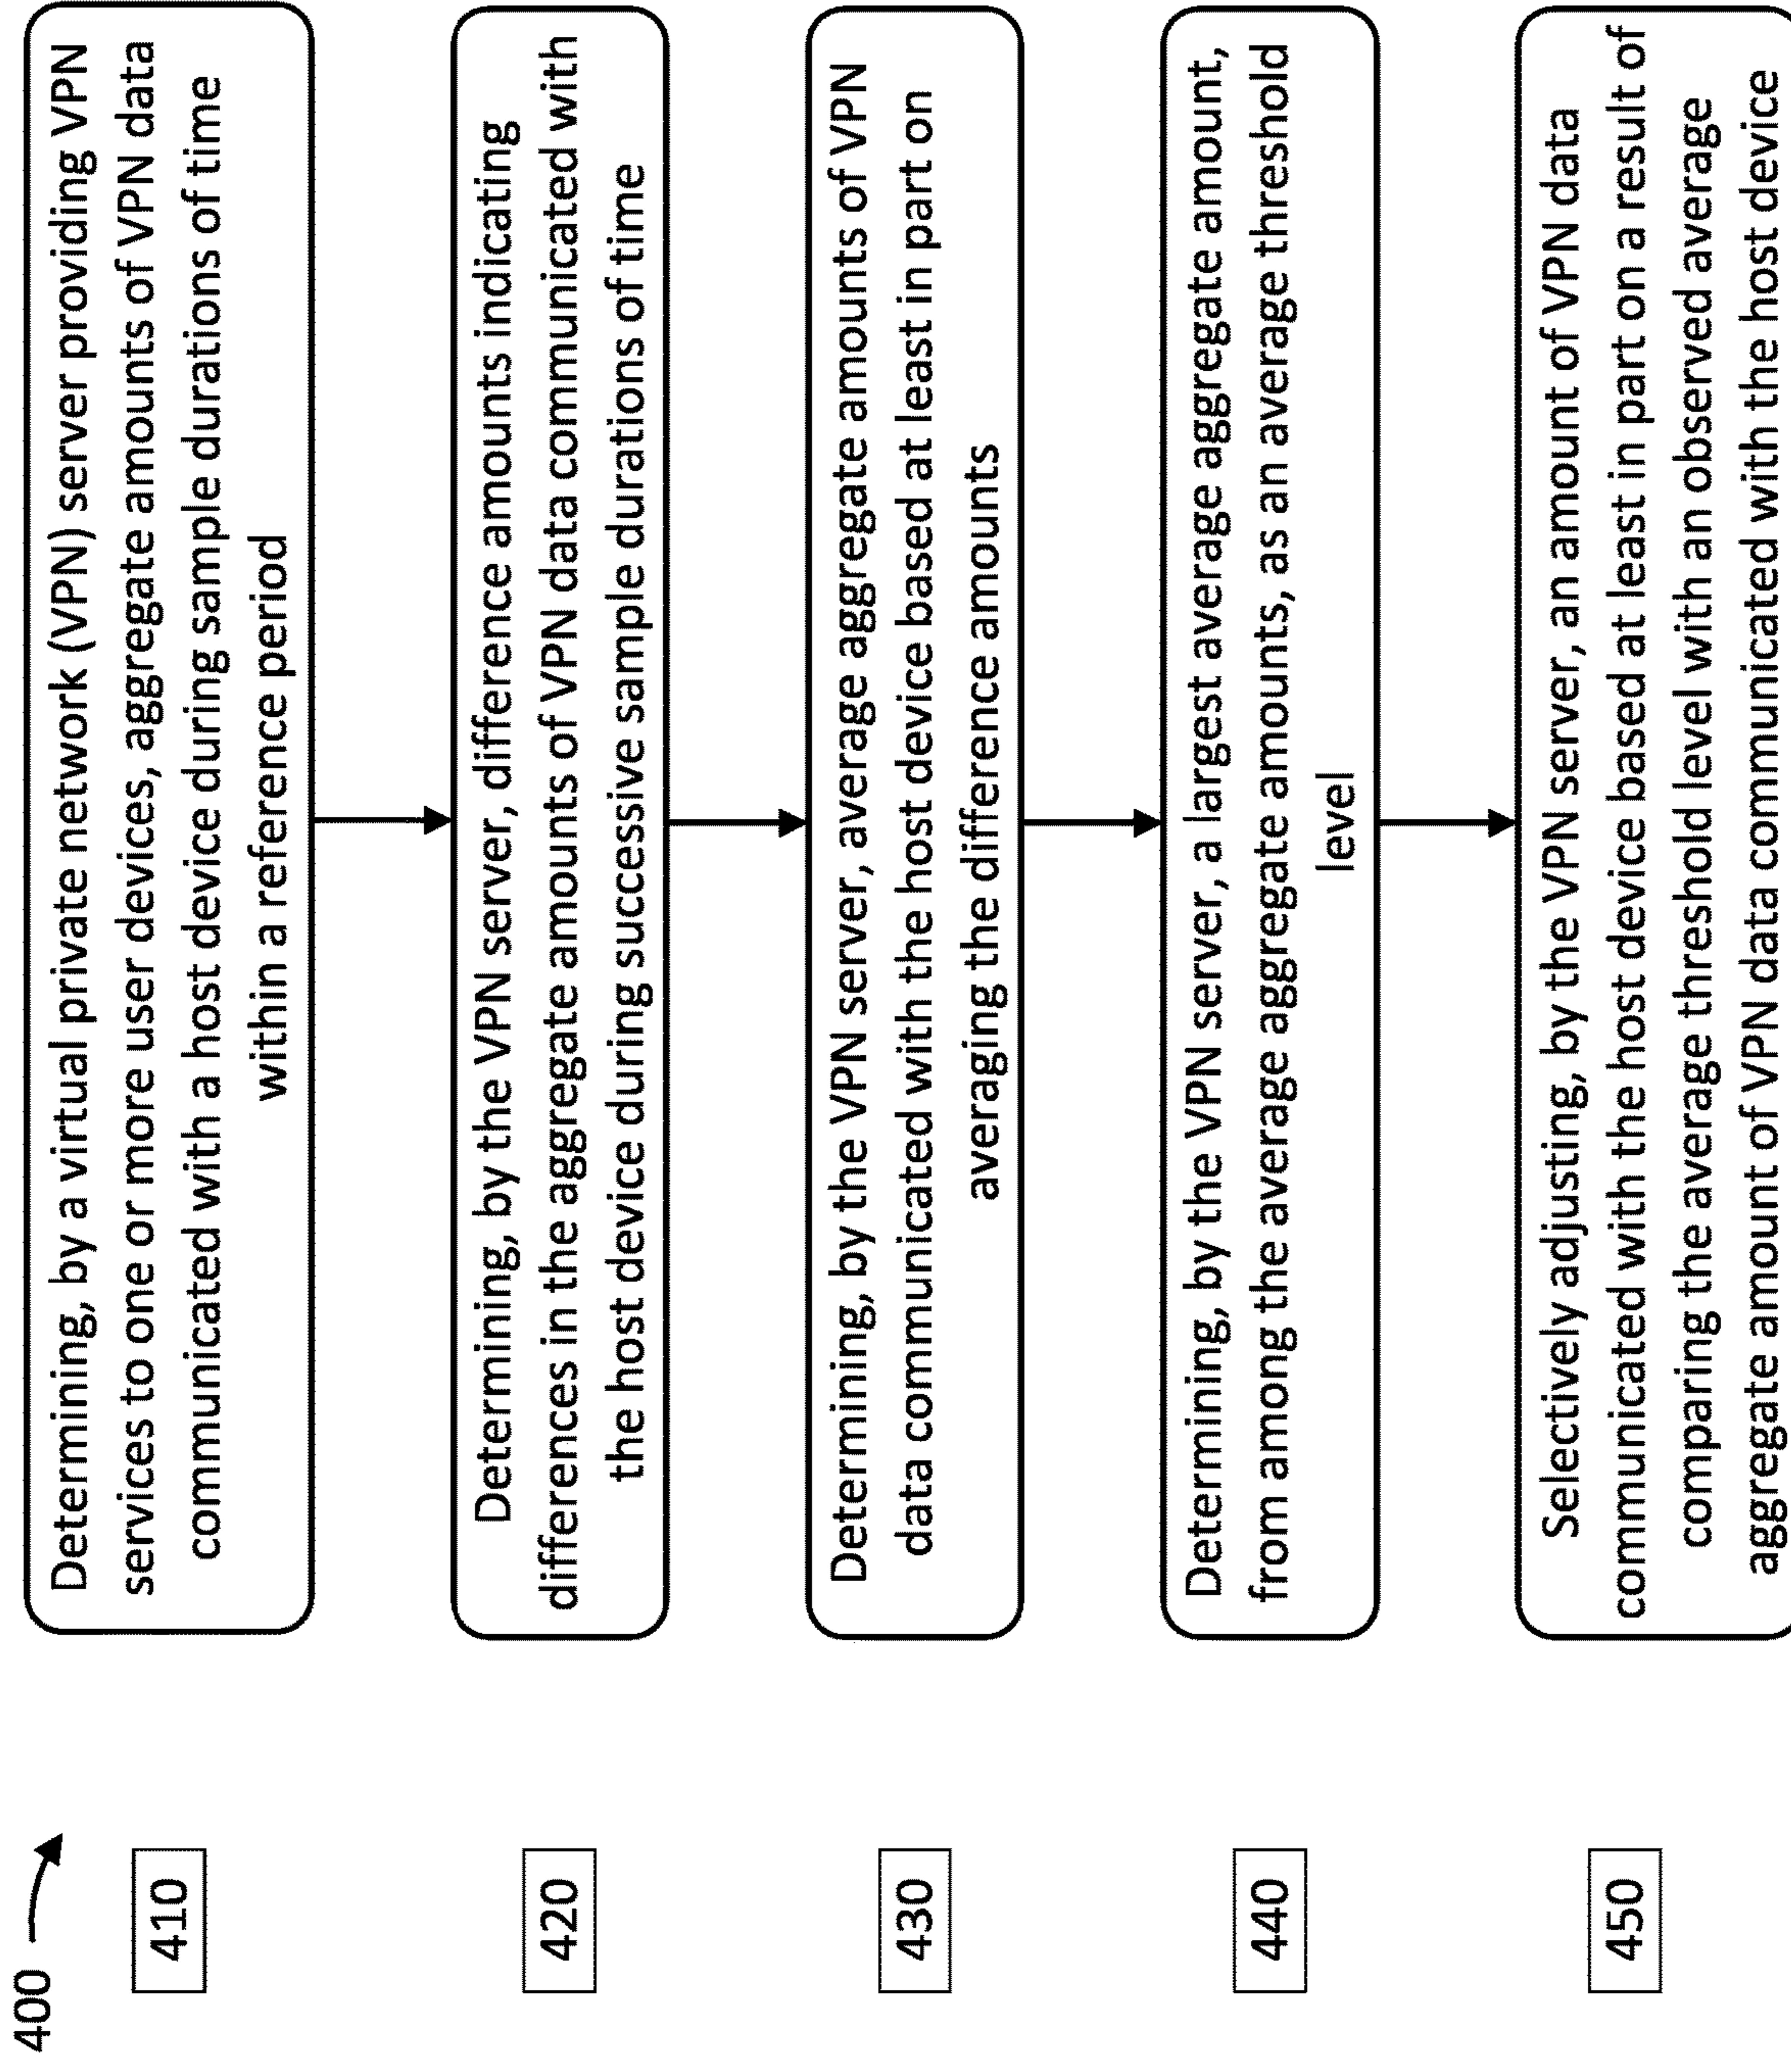 400
410
Determining, by a virtual private network (VPN) server providing VPN
services to one or more user devices, aggregate amounts of VPN data
communicated with a host device during sample durations of time
within a reference period
420
Determining, by the VPN server, difference amounts indicating
differences in the aggregate amounts of VPN data communicated with
the host device during successive sample durations of time
430
Determining, by the VPN server, average aggregate amounts of VPN
data communicated with the host device based at least in part on
averaging the difference amounts
440
Determining, by the VPN server, a largest average aggregate amount,
from among the average aggregate amounts, as an average threshold
level
450
Selectively adjusting, by the VPN server, an amount of VPN data
communicated with the host device based at least in part on a result of
comparing the average threshold level with an observed average
aggregate amount of VPN data communicated with the host device